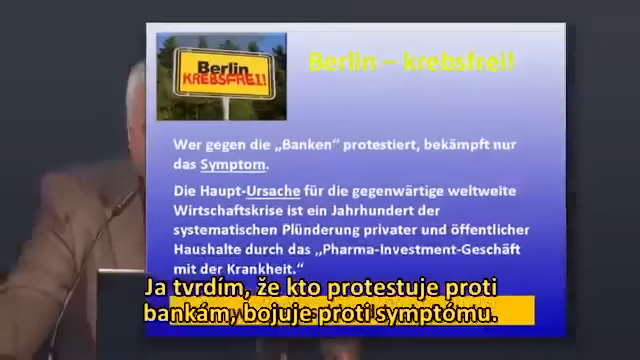 Berlin
KREBSFREI!
Berlin – krebsfrei!
Wer gegen die „Banken“ protestiert, bekämpft nur
das Symptom.
Die Haupt-Ursache für die gegenwärtige weltweite
Wirtschaftskrise ist ein Jahrhundert der
systematischen Plünderung privater und öffentlicher
Haushalte durch das „Pharma-Investment-Geschäft
mit der Krankheit.“
Ja tvrdím, že kto protestuje proti
bankám, bojuje proti symptómu.